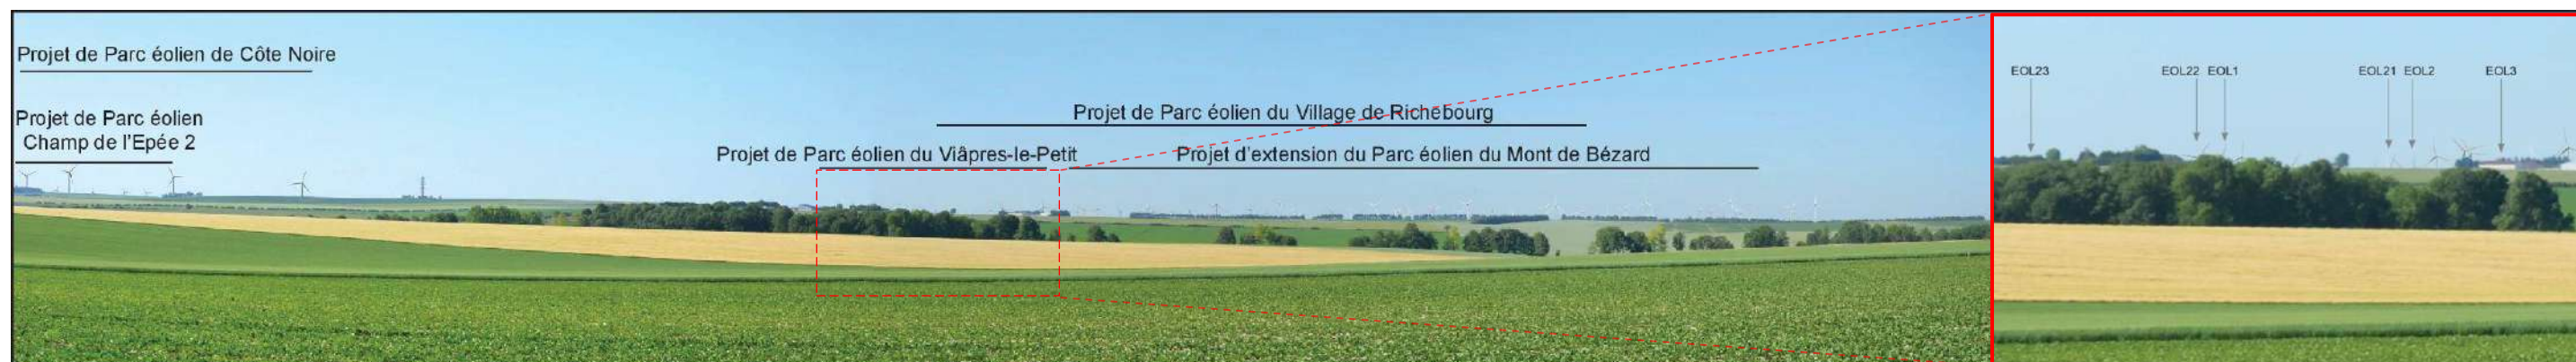 Projet de Parc éolien de Côte Noire
Projet de Parc éolien
Champ de l'Epée 2
Projet de Parc éolien du Village de Richebourg
Projet de Parc éolien du Viâpres-le-Petit
Projet d'extension du Parc éolien du Mont de Bézard
EOL23
EOL22
EOL1
EOL21
EOL2
EOL3